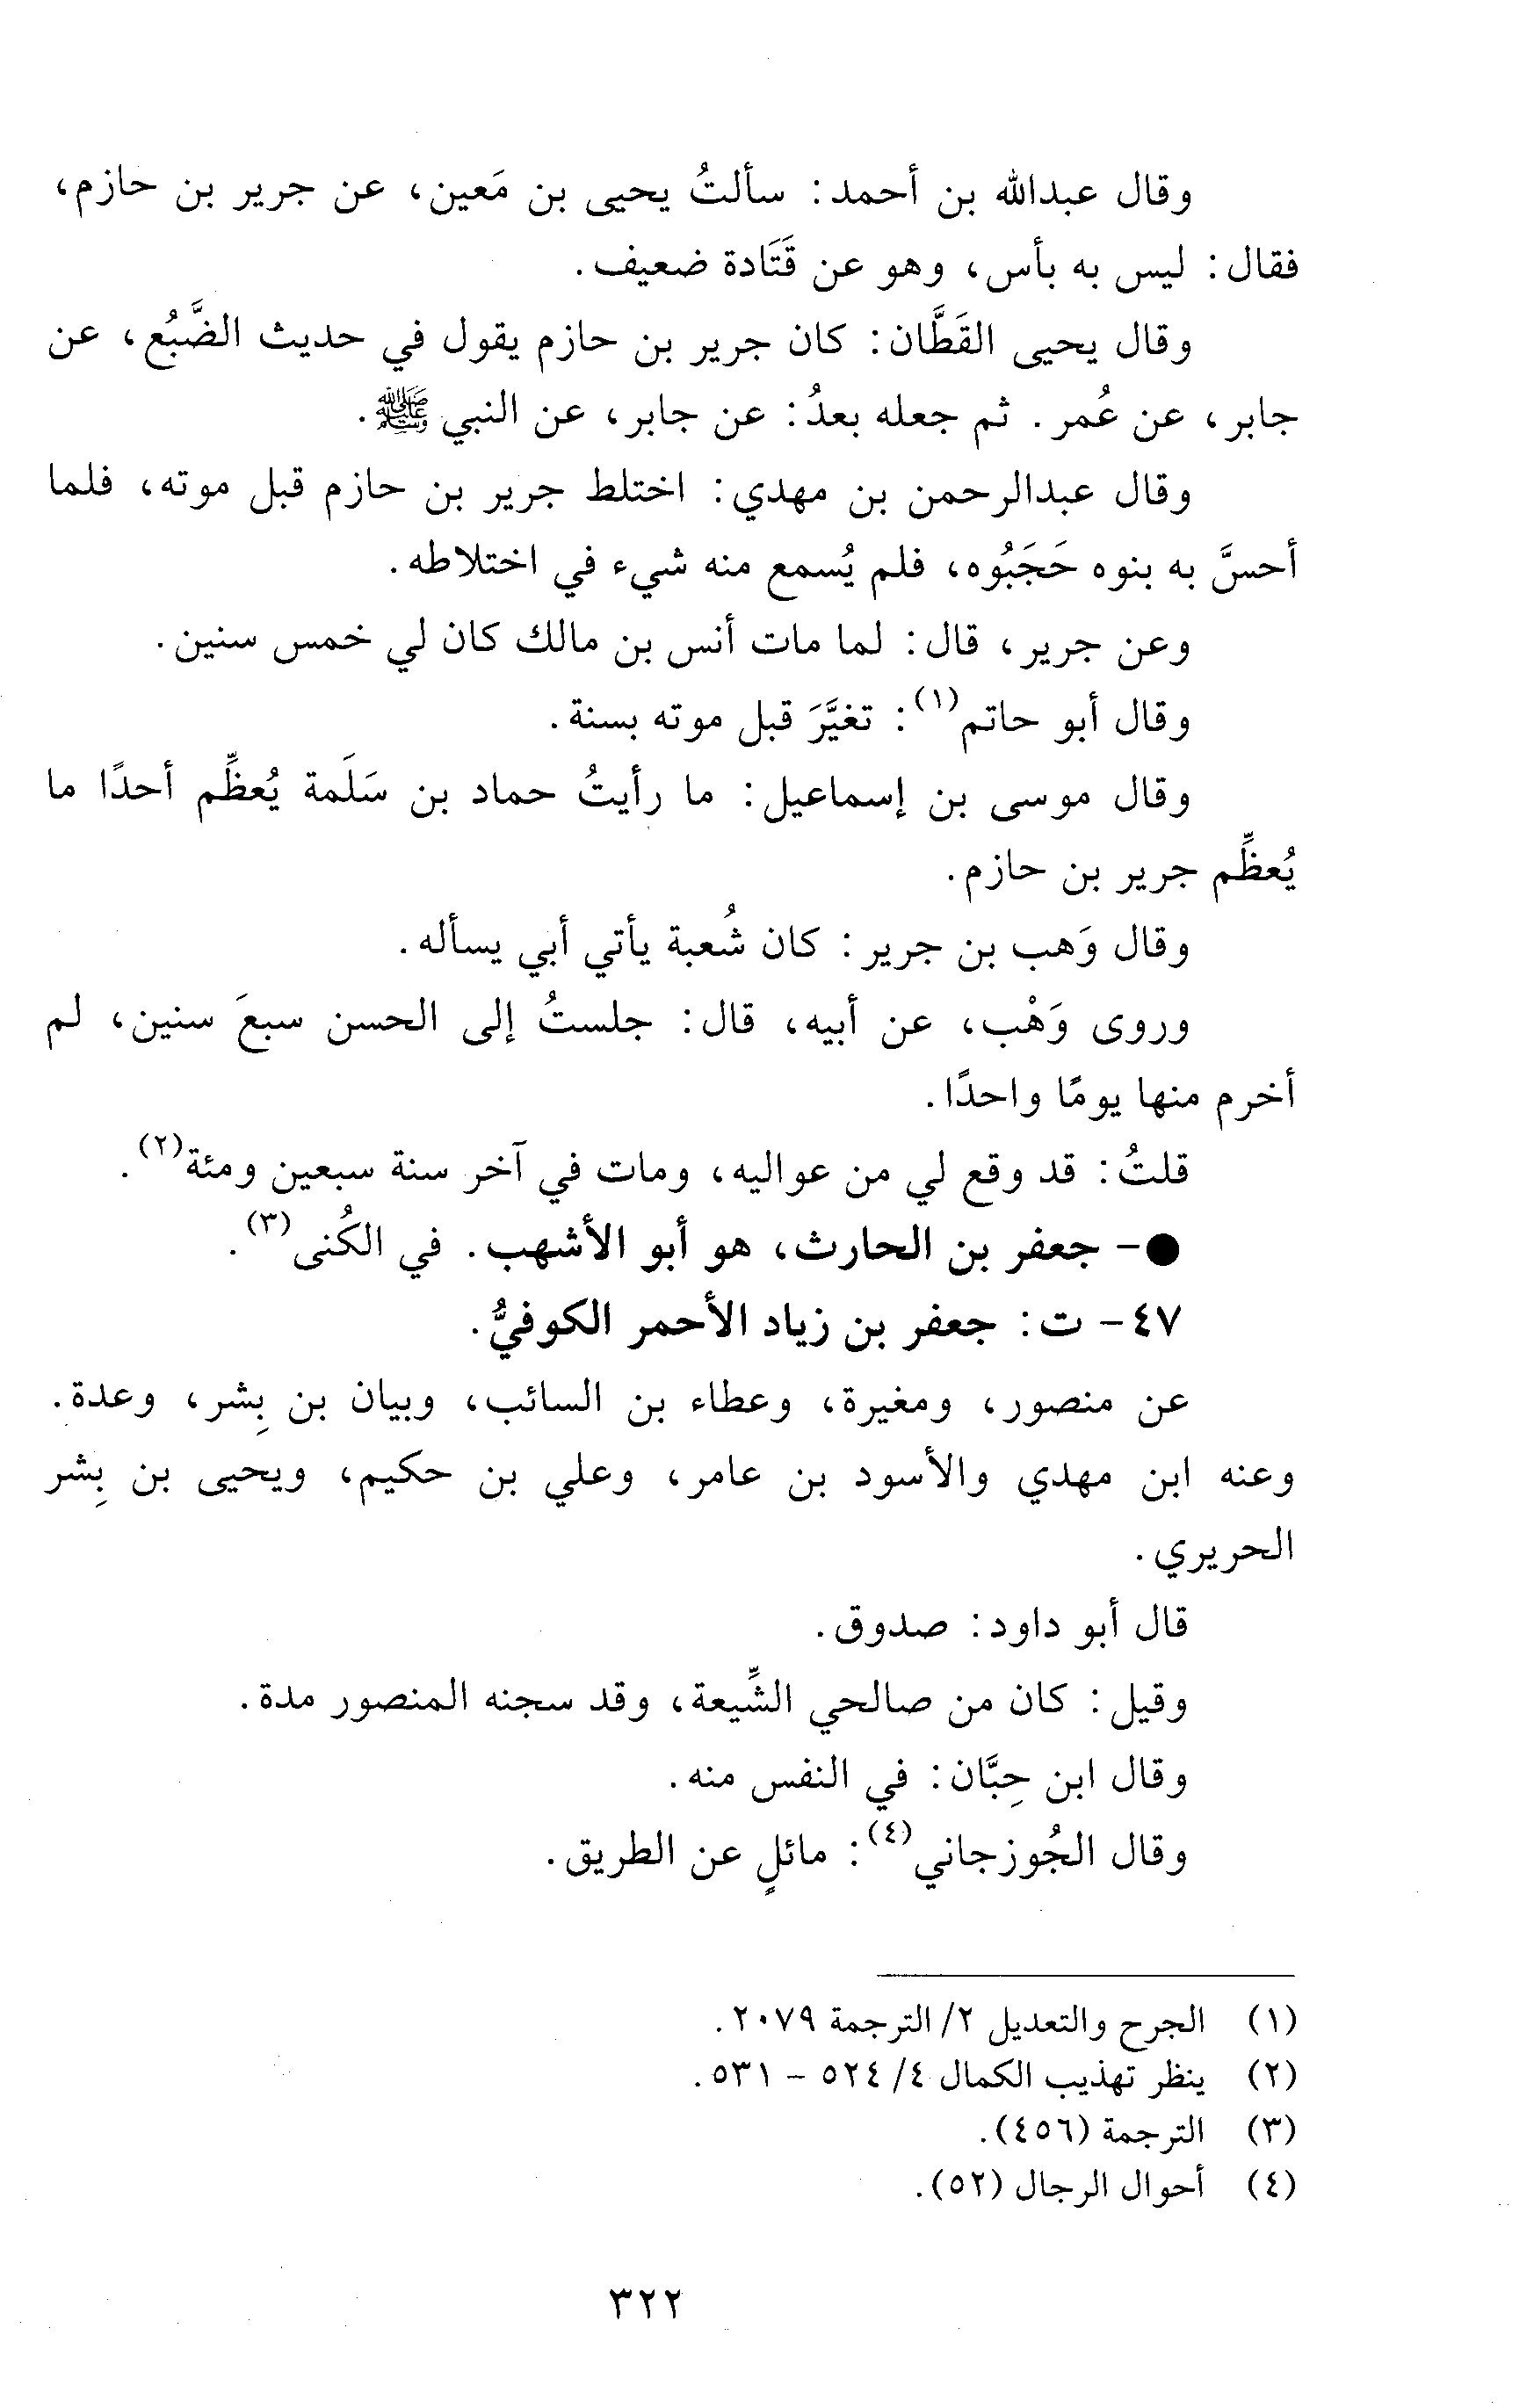 وقال عبدالله بن أحمد: سألتُ يحيى بن مَعين، عن جرير بن حازم،
فقال: ليس به بأس، وهو عن قَتَادة ضعيف.
وقال يحيى القَطَّان: كان جرير بن حازم يقول في حديث الضَّبُع، عن
جابر، عن عُمر. ثم جعله بعدُ: عن جابر، عن النبي ﷺ.
وقال عبدالرحمن بن مهدي: اختلط جرير بن حازم قبل موته، فلما
أحسَّ به بنوه حَجَبُوه، فلم يُسمع منه شيء في اختلاطه.
وعن جرير، قال: لما مات أنس بن مالك كان لي خمس سنين.
وقال أبو حاتم(١): تغيَّرَ قبل موته بسنة.
وقال موسى بن إسماعيل: ما رأيتُ حماد بن سَلَمة يُعظِّم أحدًا ما
يُعظِّم جرير بن حازم.
وقال وَهب بن جرير: كان شُعبة يأتي أبي يسأله.
وروى وَهْب، عن أبيه، قال: جلستُ إلى الحسن سبعَ سنين، لم
أخرم منها يومًا واحدًا.
قلتُ: قد وقع لي من عواليه، ومات في آخر سنة سبعين ومئة(٢).
●- جعفر بن الحارث، هو أبو الأشهب. في الكُنى(٣).
٤٧- ت: جعفر بن زياد الأحمر الكوفيُّ.
عن منصور، ومغيرة، وعطاء بن السائب، وبيان بن بِشر، وعدة.
وعنه ابن مهدي والأسود بن عامر، وعلي بن حكيم، ويحيى بن بِشر
الحريري.
قال أبو داود: صدوق.
وقيل: كان من صالحي الشِّيعة، وقد سجنه المنصور مدة.
وقال ابن حِبَّان: في النفس منه.
وقال الجُوزجاني(٤): مائلٍ عن الطريق.
(١) الجرح والتعديل ٢/ الترجمة ٢٠٧٩.
(٢) ينظر تهذيب الكمال ٤/ ٥٢٤ - ٥٣١.
(٣) الترجمة (٤٥٦).
(٤) أحوال الرجال (٥٢).
٣٢٢